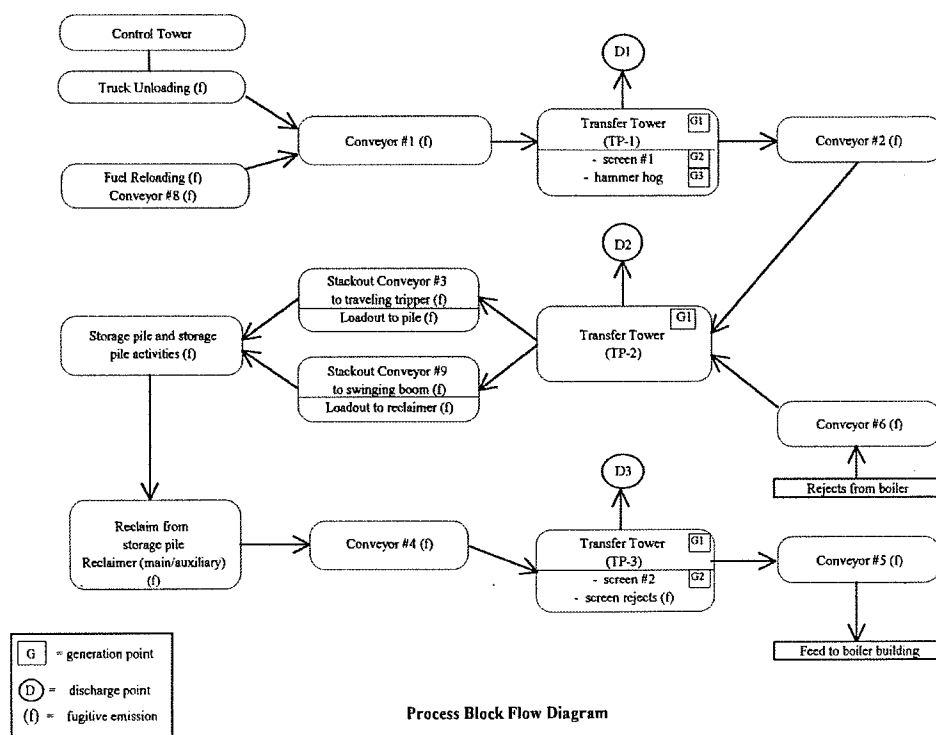 Control Tower
Truck Unloading (f)
Fuel Reloading (f)
Conveyor #8 (f)
Conveyor #1 (f)
D1
Transfer Tower
(TP-1)
G1
- screen #1
G2
- hammer hog
G3
Conveyor #2 (f)
D2
Stackout Conveyor #3
to traveling tripper (f)
Loadout to pile (f)
Transfer Tower
(TP-2)
G1
Storage pile and storage
pile activities (f)
Stackout Conveyor #9
to swinging boom (f)
Loadout to reclaimer (f)
Conveyor #6 (f)
Rejects from boiler
D3
Reclaim from
storage pile
Reclaimer (main/auxiliary)
(f)
Conveyor #4 (f)
Transfer Tower
(TP-3)
G1
- screen #2
G2
- screen rejects (f)
Conveyor #5 (f)
Feed to boiler building
G = generation point
D = discharge point
(f) = fugitive emission
Process Block Flow Diagram